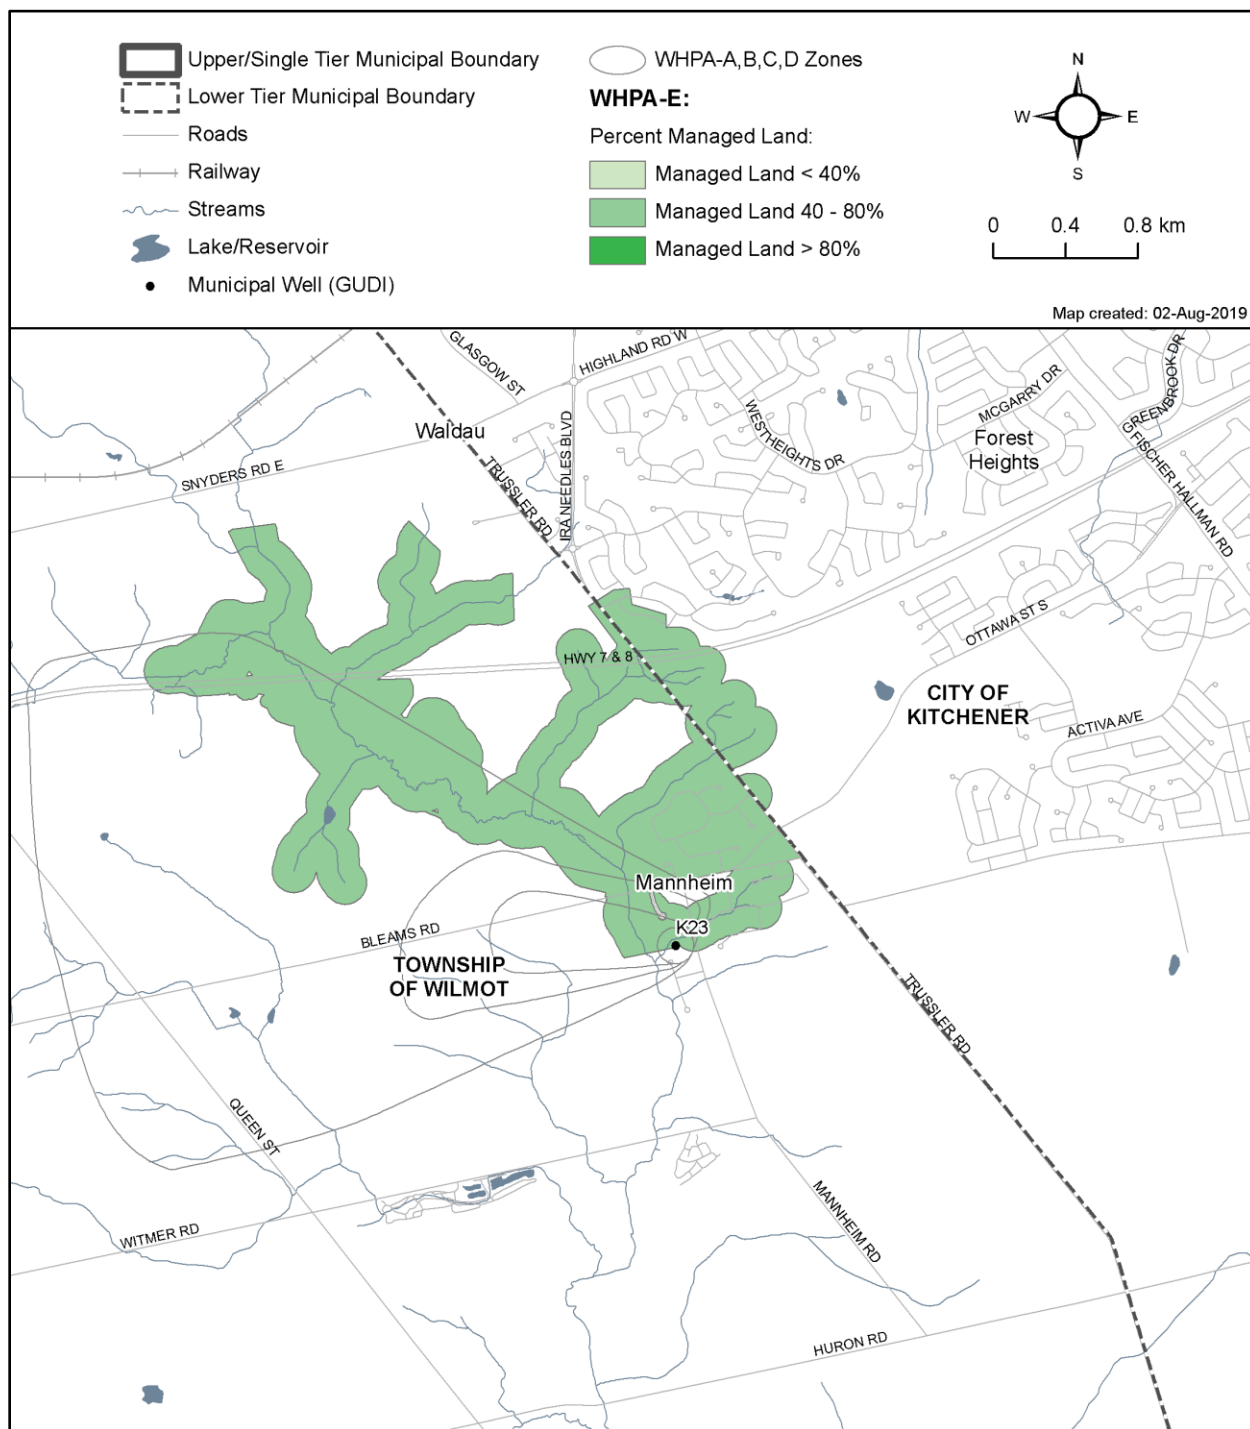 Upper/Single Tier Municipal Boundary
Lower Tier Municipal Boundary
Roads
Railway
Streams
Lake/Reservoir
Municipal Well (GUDI)
WHPA-A,B,C,D Zones
WHPA-E:
Percent Managed Land:
Managed Land < 40%
Managed Land 40 - 80%
Managed Land > 80%
N
W
E
S
0 0.4 0.8 km
Map created: 02-Aug-2019
GLASGOW ST
HIGHLAND RD W
GREENBROOK DR
MCGARRY DR
WESTHEIGHTS DR
IRA NEEDLES BLVD
Waldau
Forest
Heights
FISCHER HALLMAN RD
SNYDERS RD E
TRUSSLER RD
OTTAWA ST S
HWY 7 & 8
CITY OF
KITCHENER
ACTIVA AVE
Mannheim
K23
BLEAMS RD
TOWNSHIP
OF WILMOT
TRUSSLER RD
QUEEN ST
MANNHEIM RD
WITMER RD
HURON RD